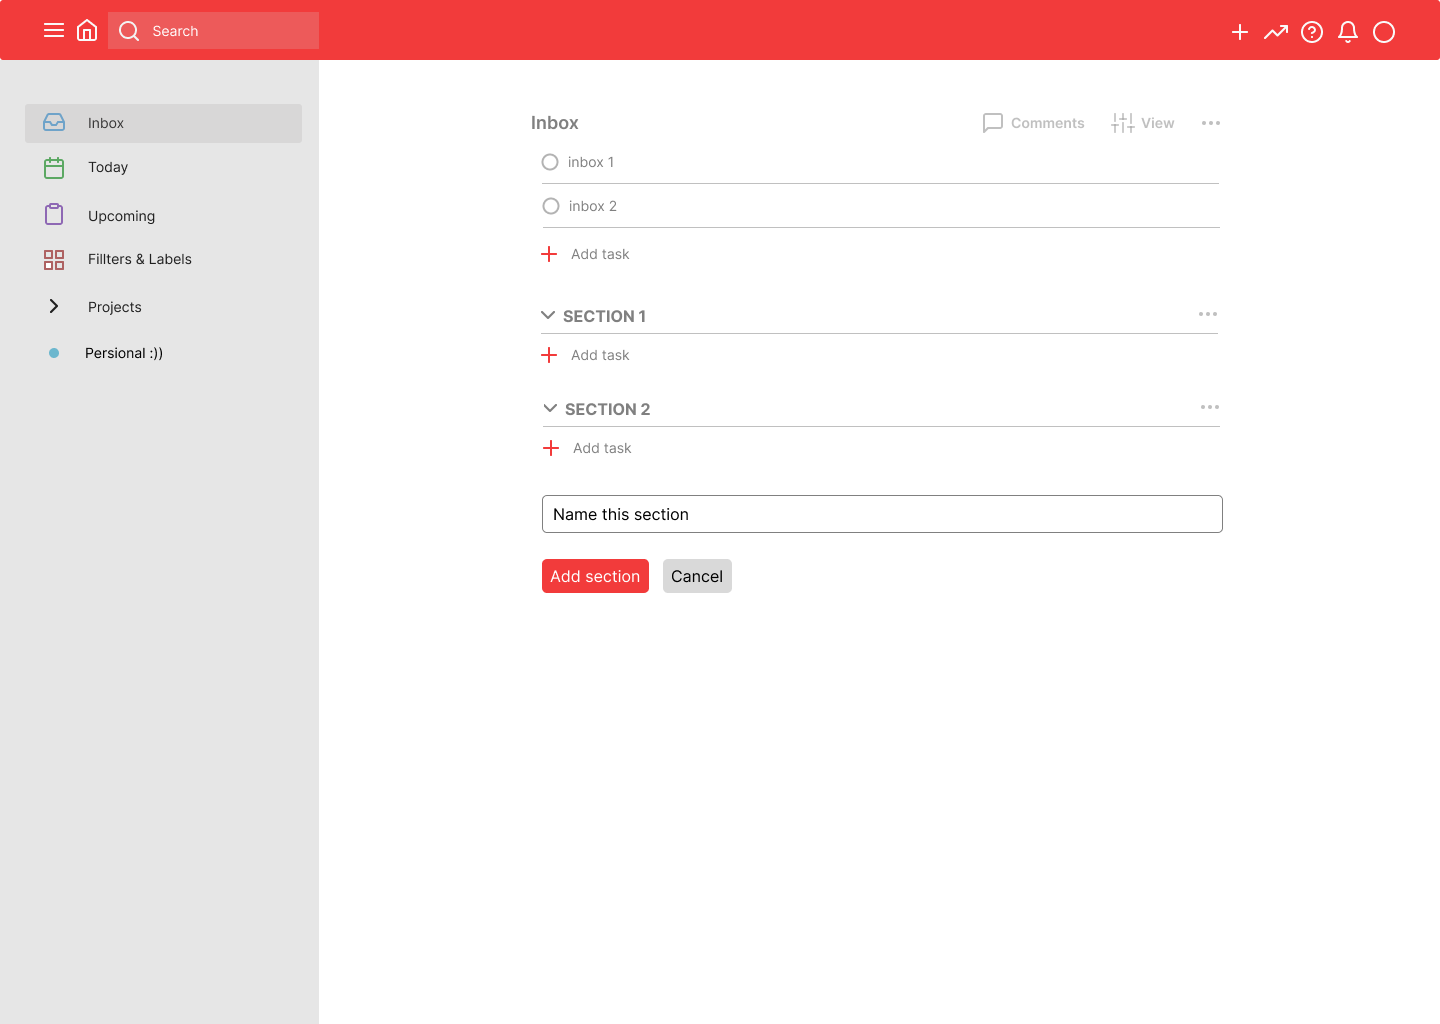 Search
Inbox
Today
Upcoming
Fillters & Labels
Projects
Persional :))
Inbox
Comments
View
inbox 1
inbox 2
Add task
SECTION 1
Add task
SECTION 2
Add task
Name this section
Add section
Cancel